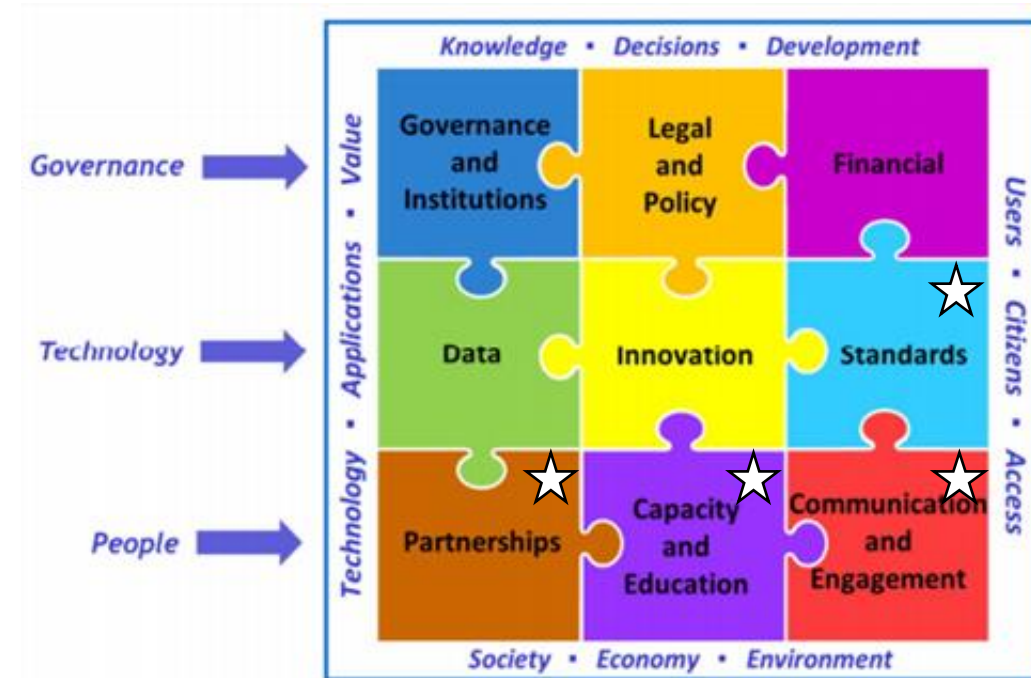 Knowledge ▪ Decisions ▪ Development
Governance
Technology
People
Technology ▪ Applications ▪ Value
Governance
and
Institutions
Legal
and
Policy
Financial
Data
Innovation
Standards
Partnerships
Capacity
and
Education
Communication
and
Engagement
Users ▪ Citizens ▪ Access
Society ▪ Economy ▪ Environment